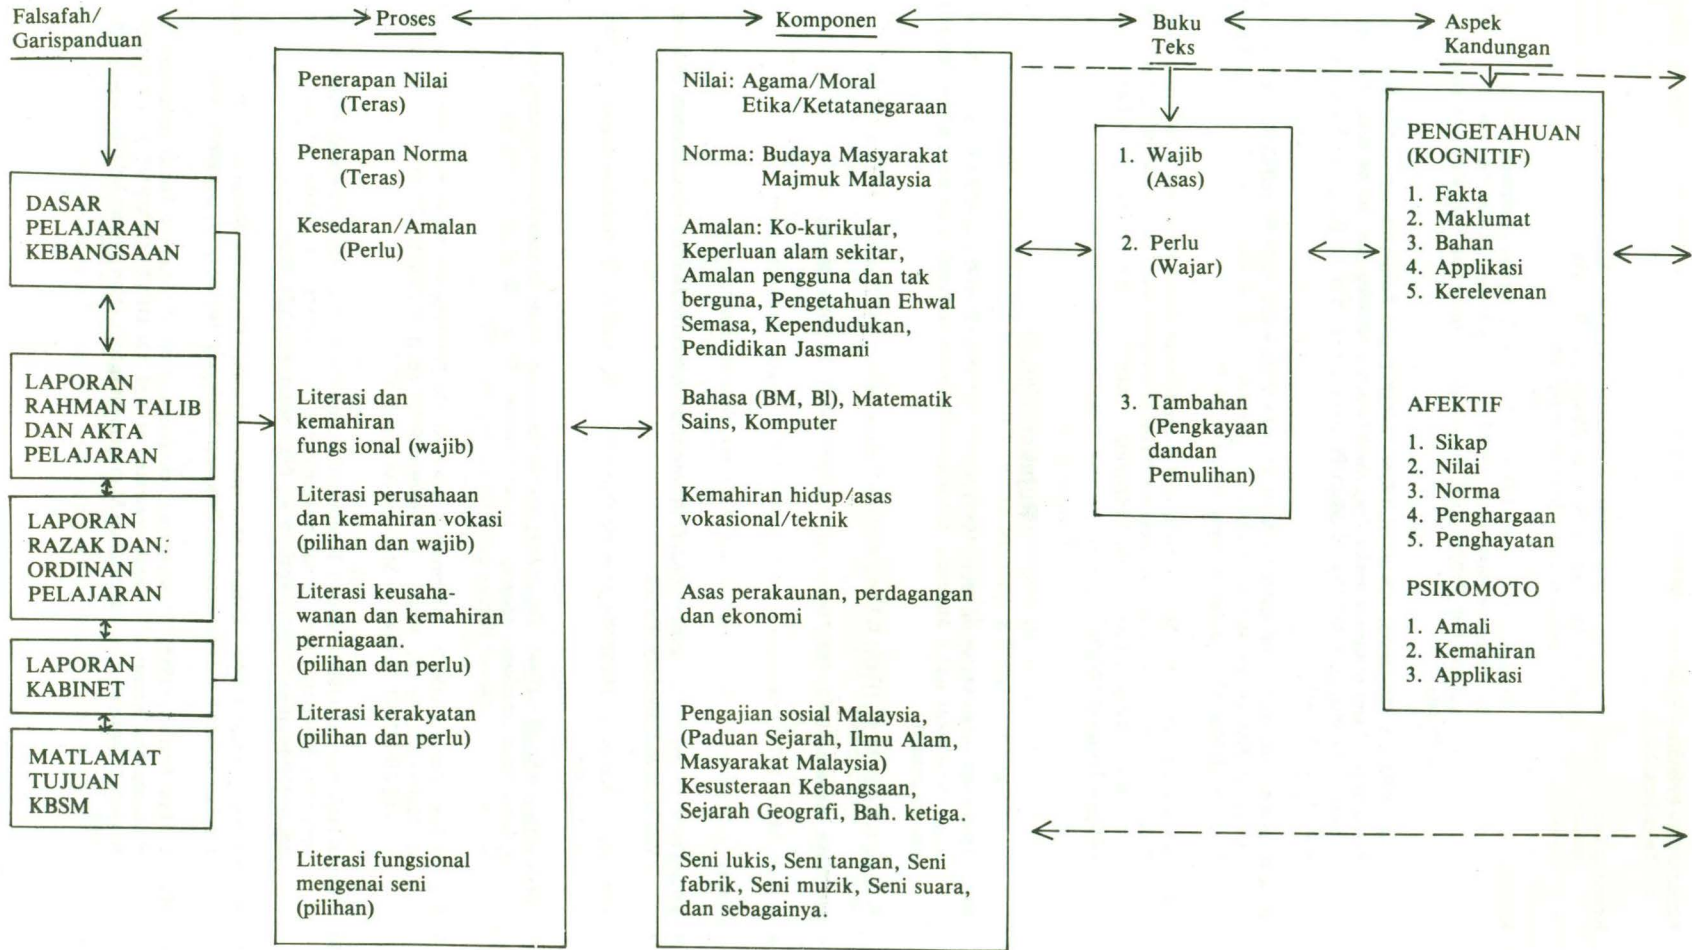 Falsafah/
Garispanduan
Proses
Komponen
Buku
Teks
Aspek
Kandungan
DASAR
PELAJARAN
KEBANGSAAN
LAPORAN
RAHMAN TALIB
DAN AKTA
PELAJARAN
LAPORAN
RAZAK DAN:
ORDINAN
PELAJARAN
LAPORAN
KABINET
MATLAMAT
TUJUAN
KBSM
Penerapan Nilai
(Teras)
Penerapan Norma
(Teras)
Kesedaran/Amalan
(Perlu)
Literasi dan
kemahiran
fungs ional (wajib)
Literasi perusahaan
dan kemahiran vokasi
(pilihan dan wajib)
Literasi keusaha-
wanan dan kemahiran
perniagaan.
(pilihan dan perlu)
Literasi kerakyatan
(pilihan dan perlu)
Literasi fungsional
mengenai seni
(pilihan)
Nilai: Agama/Moral
Etika/Ketatanegaraan
Norma: Budaya Masyarakat
Majmuk Malaysia
Amalan: Ko-kurikular,
Keperluan alam sekitar,
Amalan pengguna dan tak
berguna, Pengetahuan Ehwal
Semasa, Kependudukan,
Pendidikan Jasmani
Bahasa (BM, BI), Matematik
Sains, Komputer
Kemahiran hidup/asas
vokasional/teknik
Asas perakaunan, perdagangan
dan ekonomi
Pengajian sosial Malaysia,
(Paduan Sejarah, Ilmu Alam,
Masyarakat Malaysia)
Kesusteraan Kebangsaan,
Sejarah Geografi, Bah. ketiga.
Seni lukis, Seni tangan, Seni
fabrik, Seni muzik, Seni suara,
dan sebagainya.
1. Wajib
(Asas)
2. Perlu
(Wajar)
3. Tambahan
(Pengkayaan
dandan
Pemulihan)
PENGETAHUAN
(KOGNITIF)
1. Fakta
2. Maklumat
3. Bahan
4. Applikasi
5. Kerelevenan
AFEKTIF
1. Sikap
2. Nilai
3. Norma
4. Penghargaan
5. Penghayatan
PSIKOMOTO
1. Amali
2. Kemahiran
3. Applikasi